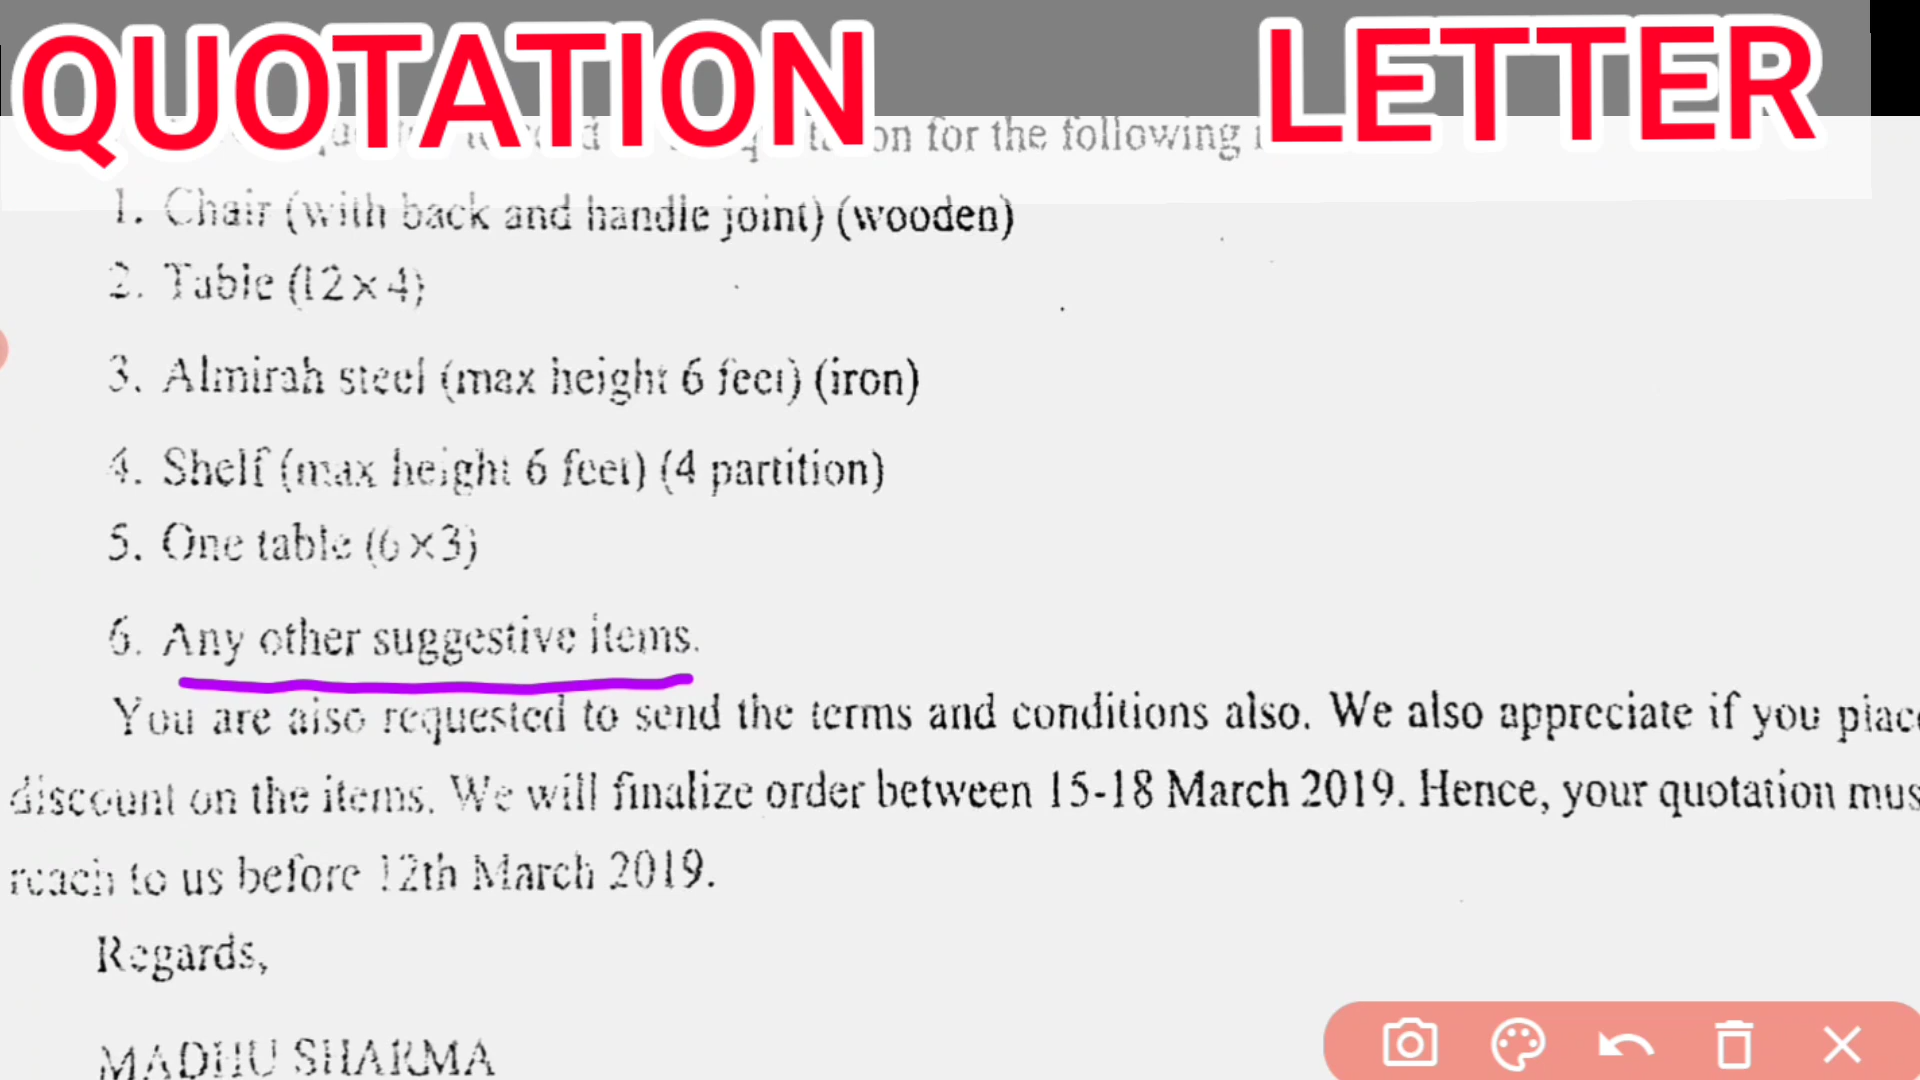 QUOTATION LETTER
quotation for the following
1. Chair (with back and handle joint) (wooden)
2. Table (12×4)
3. Almirah steel (max height 6 feet) (iron)
4. Shelf (max height 6 feet) (4 partition)
5. One table (6×3)
6. Any other suggestive items.
You are also requested to send the terms and conditions also. We also appreciate if you place
discount on the items. We will finalize order between 15-18 March 2019. Hence, your quotation mus
reach to us before 12th March 2019.
Regards,
MADHU SHARMA